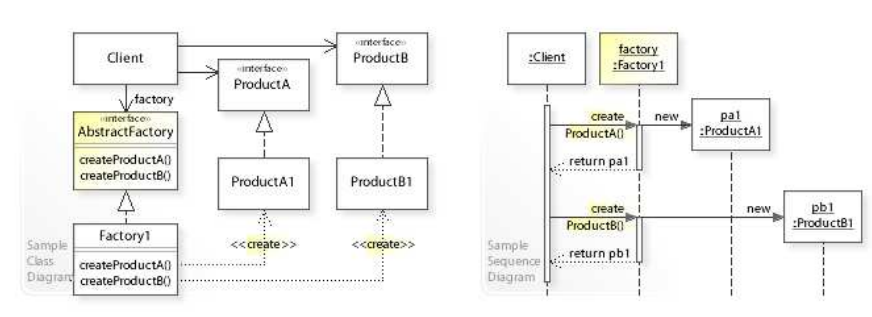 Client
factory
«interface»
AbstractFactory
createProductA()
createProductB()
Factory1
createProductA()
createProductB()
Sample
Class
Diagram
«interface»
ProductA
«interface»
ProductB
ProductA1
ProductB1
<<create>>
<<create>>
:Client
factory
:Factory1
create
ProductA()
new
pa1
:ProductA1
return pa1
create
ProductB()
new
pb1
:ProductB1
return pb1
Sample
Sequence
Diagram